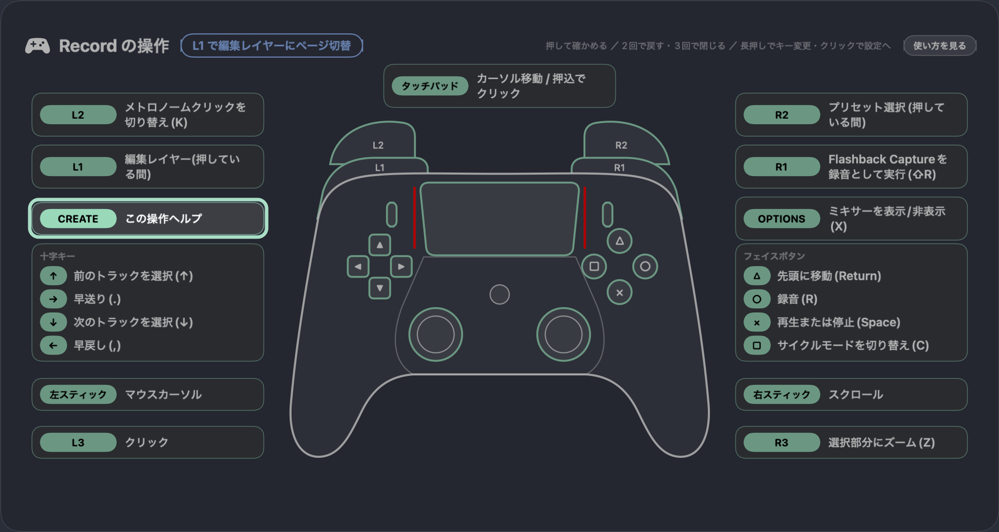 Record の操作
L1 で編集レイヤーにページ切替
押して確かめる ／ 2回で戻す・3回で閉じる ／ 長押しでキー変更・クリックで設定へ
使い方を見る
タッチパッド
カーソル移動 / 押込で
クリック
L2
メトロノームクリックを
切り替え (K)
L1
編集レイヤー(押してい
る間)
CREATE
この操作ヘルプ
十字キー
↑ 前のトラックを選択 (↑)
→ 早送り (.)
↓ 次のトラックを選択 (↓)
← 早戻し (,)
左スティック
マウスカーソル
L3
クリック
L2
L1
R2
R1
R2
プリセット選択 (押して
いる間)
R1
Flashback Capture を
録音として実行 (⇧R)
OPTIONS
ミキサーを表示/非表示
(X)
フェイスボタン
△ 先頭に移動 (Return)
○ 録音 (R)
× 再生または停止 (Space)
□ サイクルモードを切り替え (C)
右スティック
スクロール
R3
選択部分にズーム (Z)